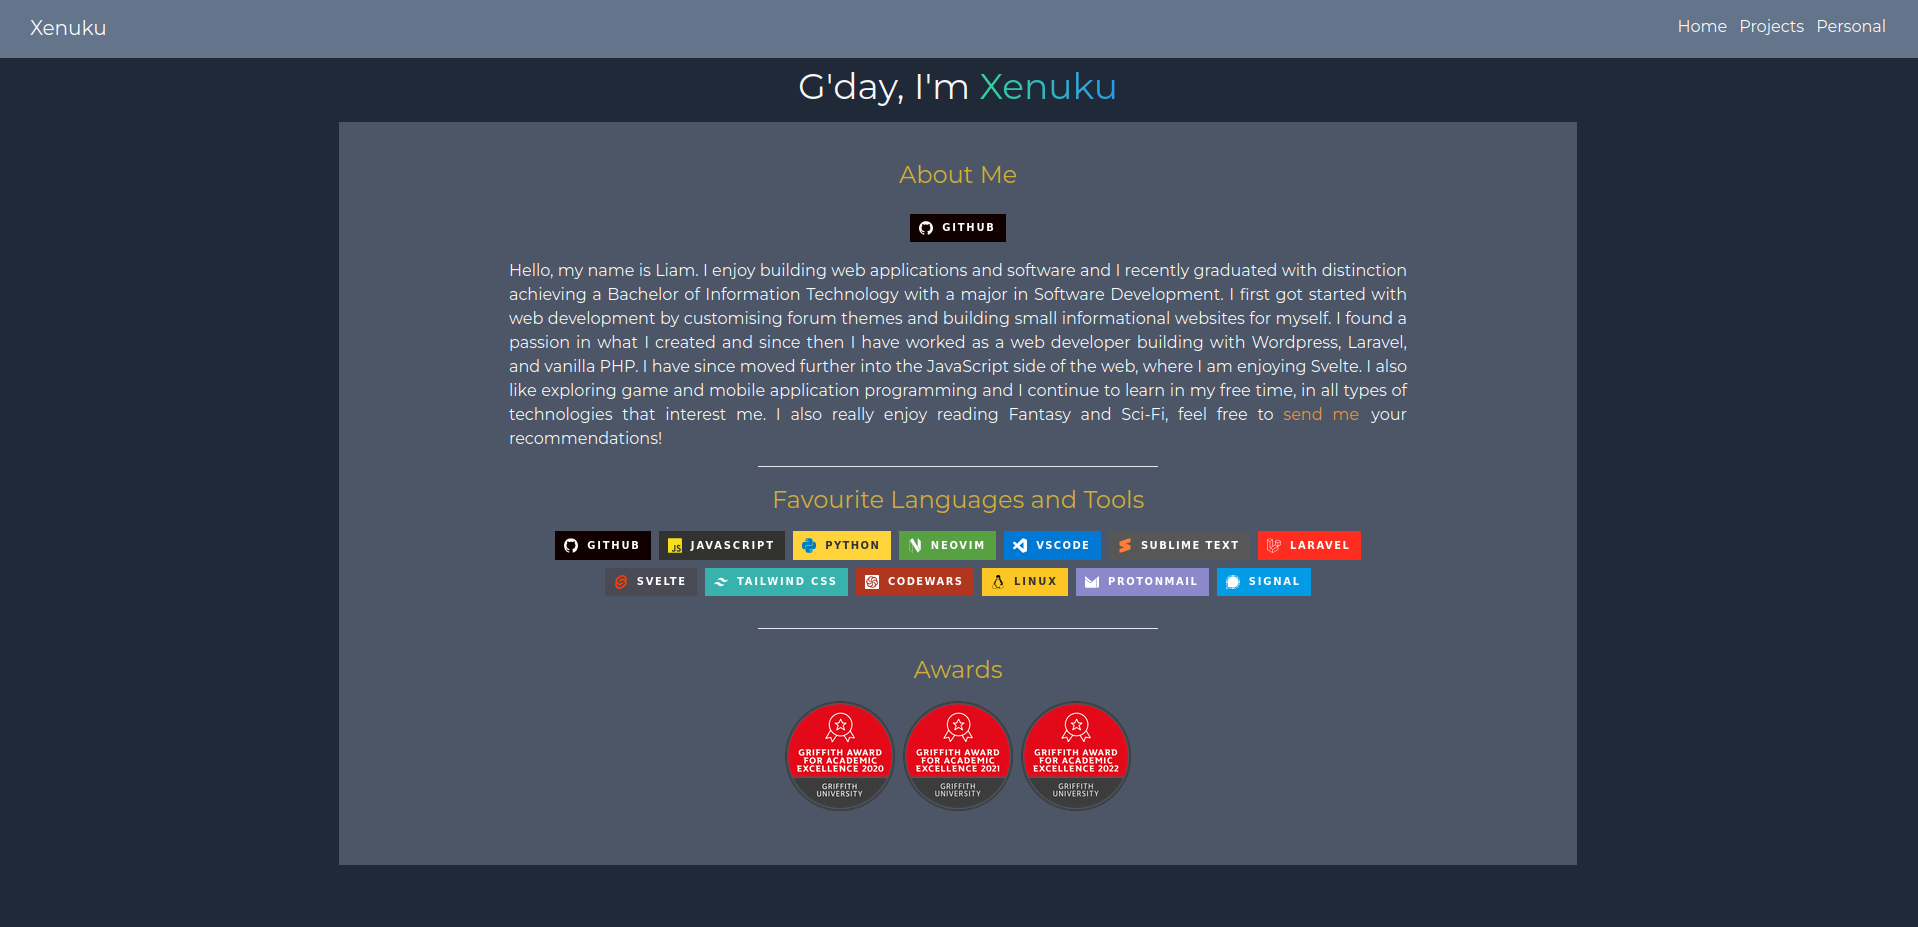 Xenuku
Home Projects Personal
G'day, I'm Xenuku
About Me
GITHUB
Hello, my name is Liam. I enjoy building web applications and software and I recently graduated with distinction
achieving a Bachelor of Information Technology with a major in Software Development. I first got started with
web development by customising forum themes and building small informational websites for myself. I found a
passion in what I created and since then I have worked as a web developer building with Wordpress, Laravel,
and vanilla PHP. I have since moved further into the JavaScript side of the web, where I am enjoying Svelte. I also
like exploring game and mobile application programming and I continue to learn in my free time, in all types of
technologies that interest me. I also really enjoy reading Fantasy and Sci-Fi, feel free to send me your
recommendations!
Favourite Languages and Tools
GITHUB JS JAVASCRIPT PYTHON NEOVIM VSCODE SUBLIME TEXT LARAVEL
SVELTE TAILWIND CSS CODEWARS LINUX PROTONMAIL SIGNAL
Awards
GRIFFITH AWARD
FOR ACADEMIC
EXCELLENCE 2020
GRIFFITH
UNIVERSITY
GRIFFITH AWARD
FOR ACADEMIC
EXCELLENCE 2021
GRIFFITH
UNIVERSITY
GRIFFITH AWARD
FOR ACADEMIC
EXCELLENCE 2022
GRIFFITH
UNIVERSITY